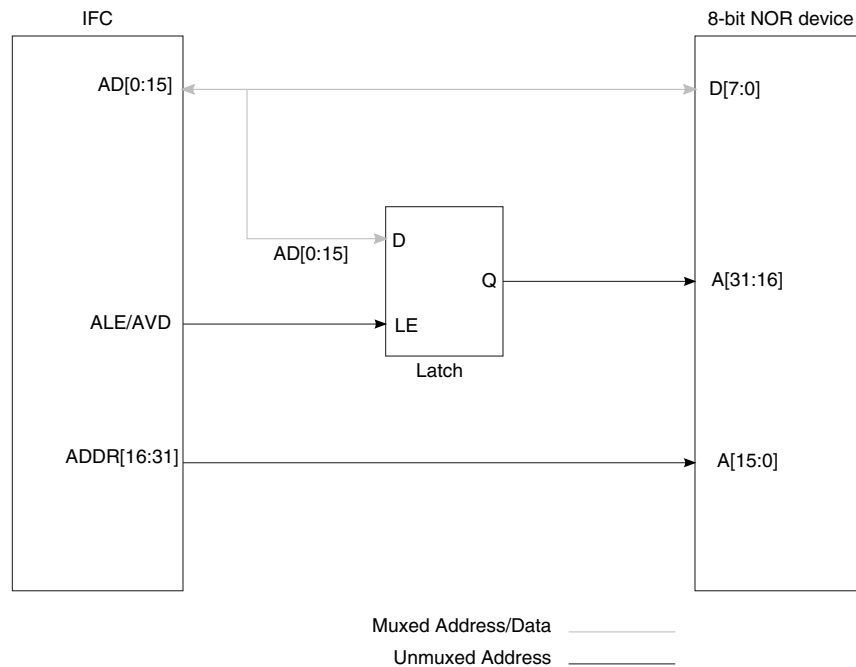 IFC
8-bit NOR device
AD[0:15]
D[7:0]
AD[0:15]
D
Q
A[31:16]
ALE/AVD
LE
Latch
ADDR[16:31]
A[15:0]
Muxed Address/Data
Unmuxed Address